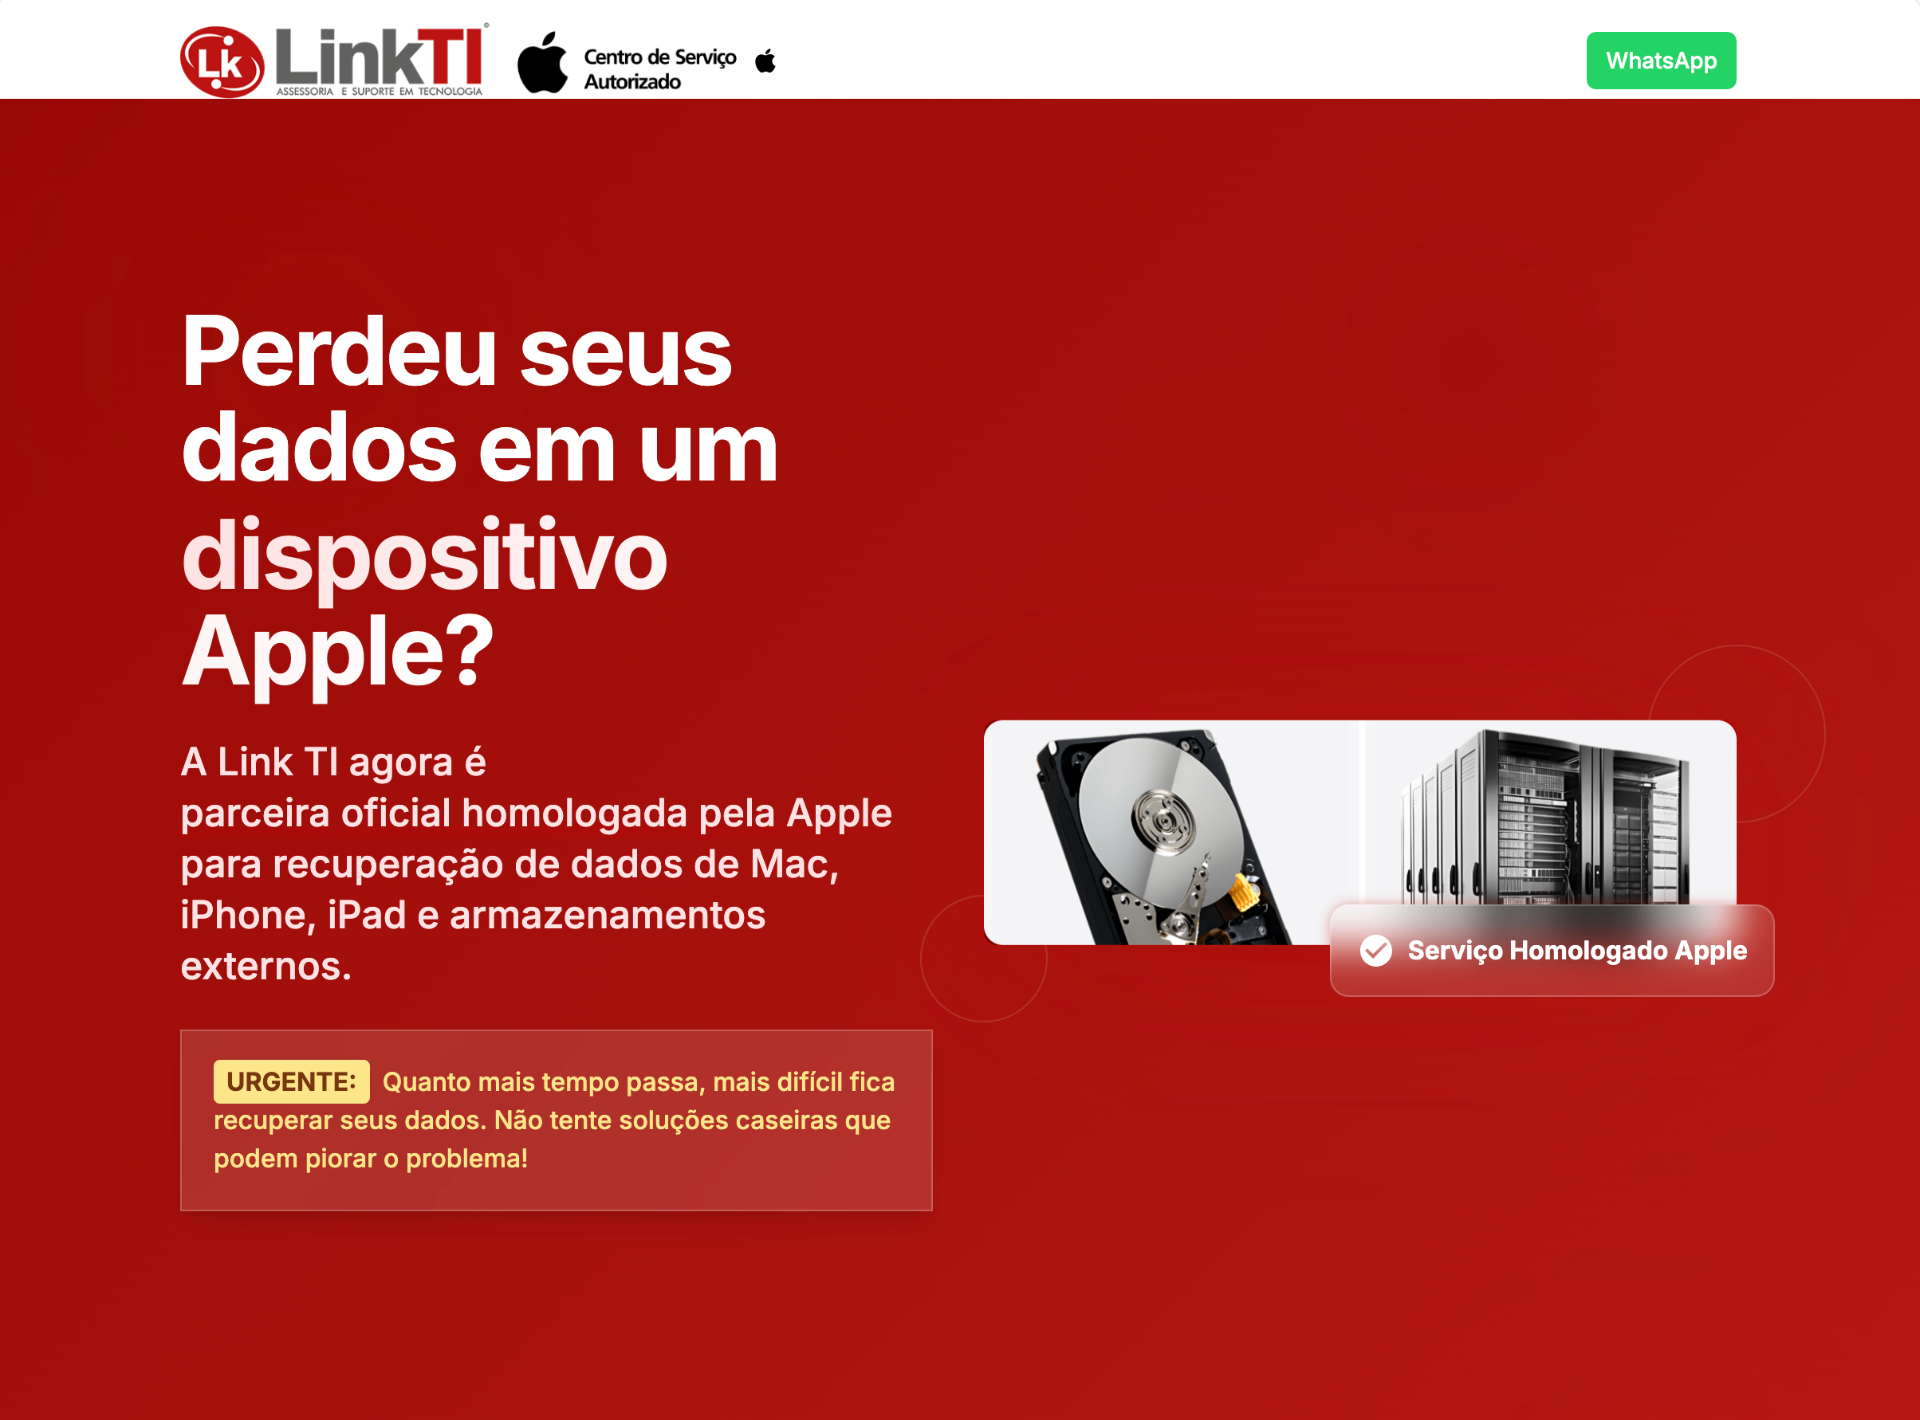 Lk LinkTI®
ASSESSORIA E SUPORTE EM TECNOLOGIA
Centro de Serviço
Autorizado
WhatsApp
Perdeu seus
dados em um
dispositivo
Apple?
A Link TI agora é
parceira oficial homologada pela Apple
para recuperação de dados de Mac,
iPhone, iPad e armazenamentos
externos.
Serviço Homologado Apple
URGENTE: Quanto mais tempo passa, mais difícil fica
recuperar seus dados. Não tente soluções caseiras que
podem piorar o problema!